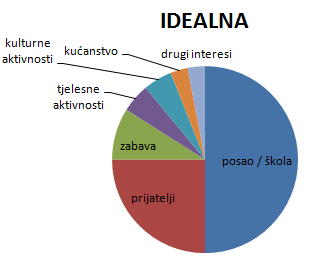 IDEALNA
kulturne
aktivnosti
kućanstvo
drugi interesi
tjelesne
aktivnosti
zabava
posao / škola
prijatelji